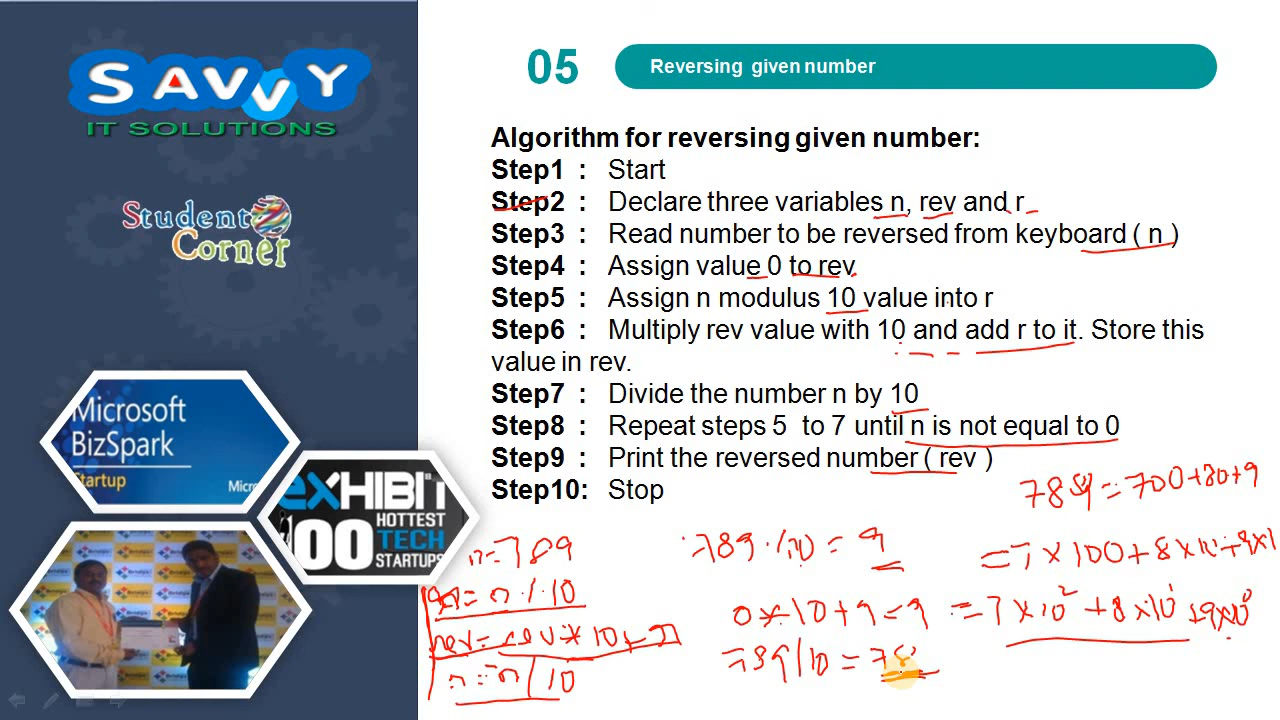 SAVVY
IT SOLUTIONS
Student
Corner
Microsoft
BizSpark
Startup
Micro
eXHIBIT
100 HOTTEST
TECH
STARTUPS
05
Reversing given number
Algorithm for reversing given number:
Step1 : Start
Step2 : Declare three variables n, rev and r
Step3 : Read number to be reversed from keyboard ( n )
Step4 : Assign value 0 to rev
Step5 : Assign n modulus 10 value into r
Step6 : Multiply rev value with 10 and add r to it. Store this
value in rev.
Step7 : Divide the number n by 10
Step8 : Repeat steps 5 to 7 until n is not equal to 0
Step9 : Print the reversed number ( rev )
Step10: Stop
n=789
r=n%10
rev=rev*10+r
n=n/10
789%10=9
0*10+9=9
789/10=78
789=700+80+9
=7×100+8×10+9×1
=7×10²+8×10¹+9×10⁰